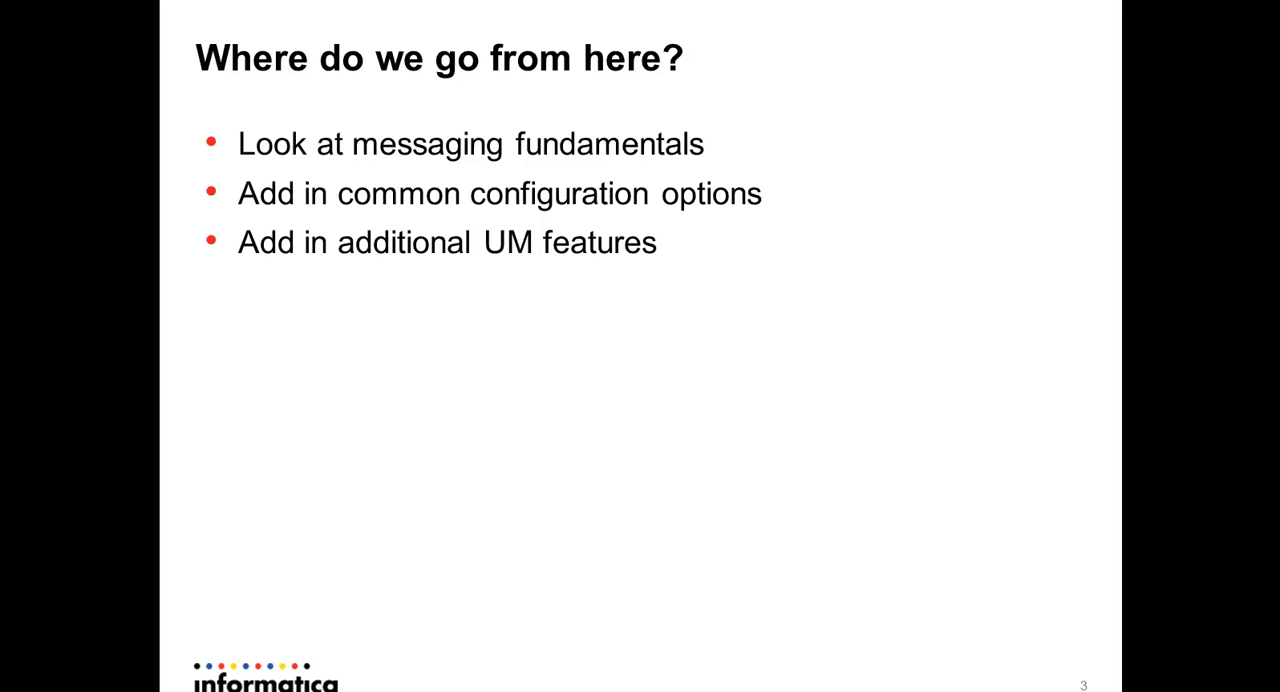 Where do we go from here?
• Look at messaging fundamentals
• Add in common configuration options
• Add in additional UM features
informatica
3